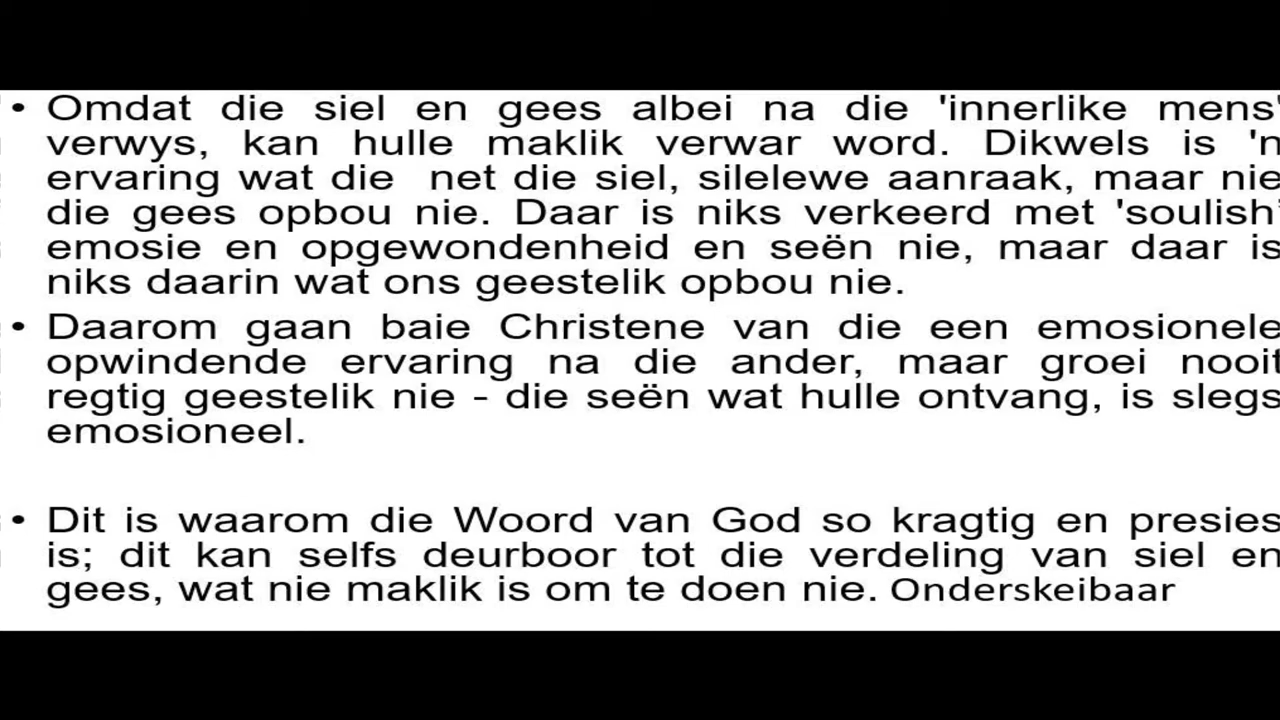 • Omdat die siel en gees albei na die 'innerlike mens'
verwys, kan hulle maklik verwar word. Dikwels is 'n
ervaring wat die  net die siel, silelewe aanraak, maar nie
die gees opbou nie. Daar is niks verkeerd met 'soulish'
emosie en opgewondenheid en seën nie, maar daar is
niks daarin wat ons geestelik opbou nie.
• Daarom gaan baie Christene van die een emosionele
opwindende ervaring na die ander, maar groei nooit
regtig geestelik nie - die seën wat hulle ontvang, is slegs
emosioneel.
• Dit is waarom die Woord van God so kragtig en presies
is; dit kan selfs deurboor tot die verdeling van siel en
gees, wat nie maklik is om te doen nie. Onderskeibaar